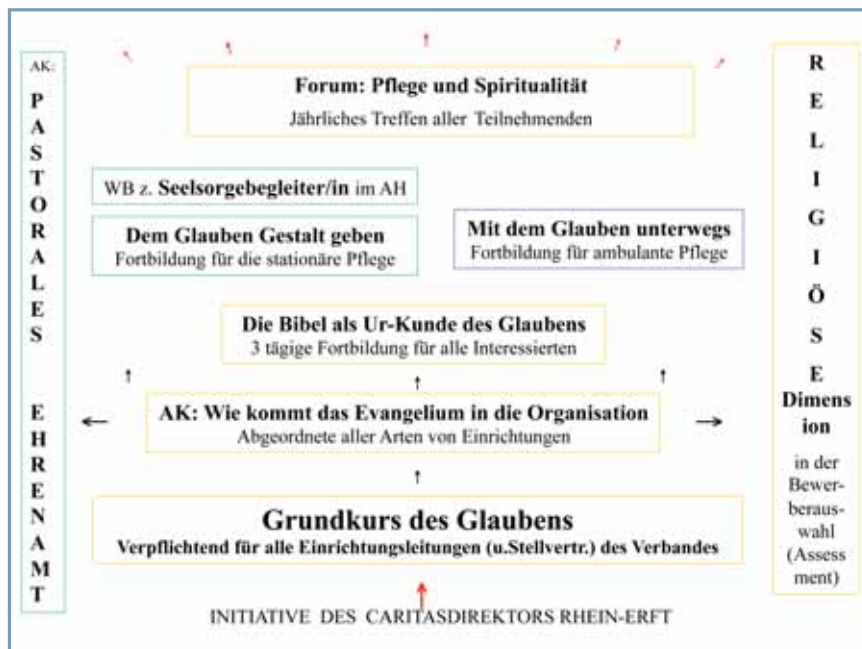 AK:
PASTORALES
EHRENAMT
Forum: Pflege und Spiritualität
Jährliches Treffen aller Teilnehmenden
WB z. Seelsorgebegleiter/in im AH
Dem Glauben Gestalt geben
Fortbildung für die stationäre Pflege
Mit dem Glauben unterwegs
Fortbildung für ambulante Pflege
Die Bibel als Ur-Kunde des Glaubens
3 tägige Fortbildung für alle Interessierten
AK: Wie kommt das Evangelium in die Organisation
Abgeordnete aller Arten von Einrichtungen
Grundkurs des Glaubens
Verpflichtend für alle Einrichtungsleitungen (u.Stellvertr.) des Verbandes
INITIATIVE DES CARITASDIREKTORS RHEIN-ERFT
RELIGIÖSE
Dimens
ion
in der
Bewer-
beraus-
wahl
(Assess
ment)